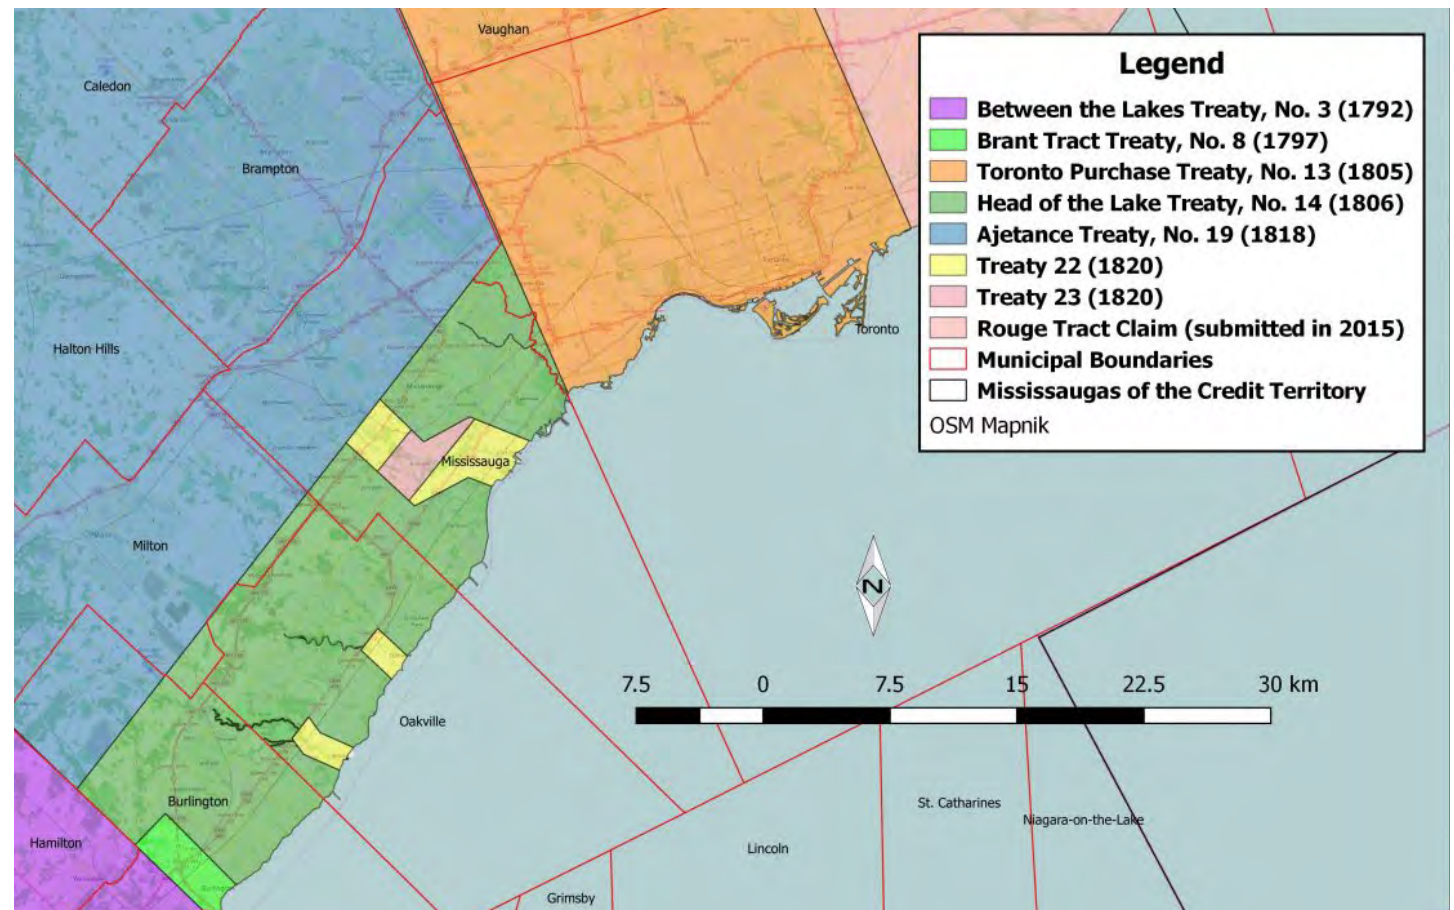 Vaughan
Caledon
Brampton
Halton Hills
Milton
Mississauga
Toronto
Oakville
Burlington
Hamilton
St. Catharines
Niagara-on-the-Lake
Lincoln
Grimsby
Legend
Between the Lakes Treaty, No. 3 (1792)
Brant Tract Treaty, No. 8 (1797)
Toronto Purchase Treaty, No. 13 (1805)
Head of the Lake Treaty, No. 14 (1806)
Ajetance Treaty, No. 19 (1818)
Treaty 22 (1820)
Treaty 23 (1820)
Rouge Tract Claim (submitted in 2015)
Municipal Boundaries
Mississaugas of the Credit Territory
OSM Mapnik
N
7.5 0 7.5 15 22.5 30 km